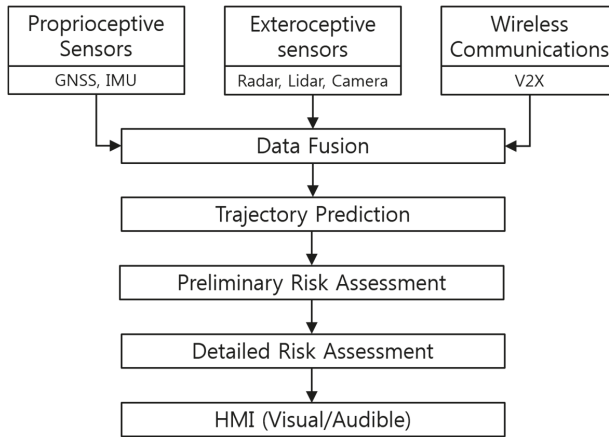 Proprioceptive
Sensors
GNSS, IMU
Exteroceptive
sensors
Radar, Lidar, Camera
Wireless
Communications
V2X
Data Fusion
Trajectory Prediction
Preliminary Risk Assessment
Detailed Risk Assessment
HMI (Visual/Audible)